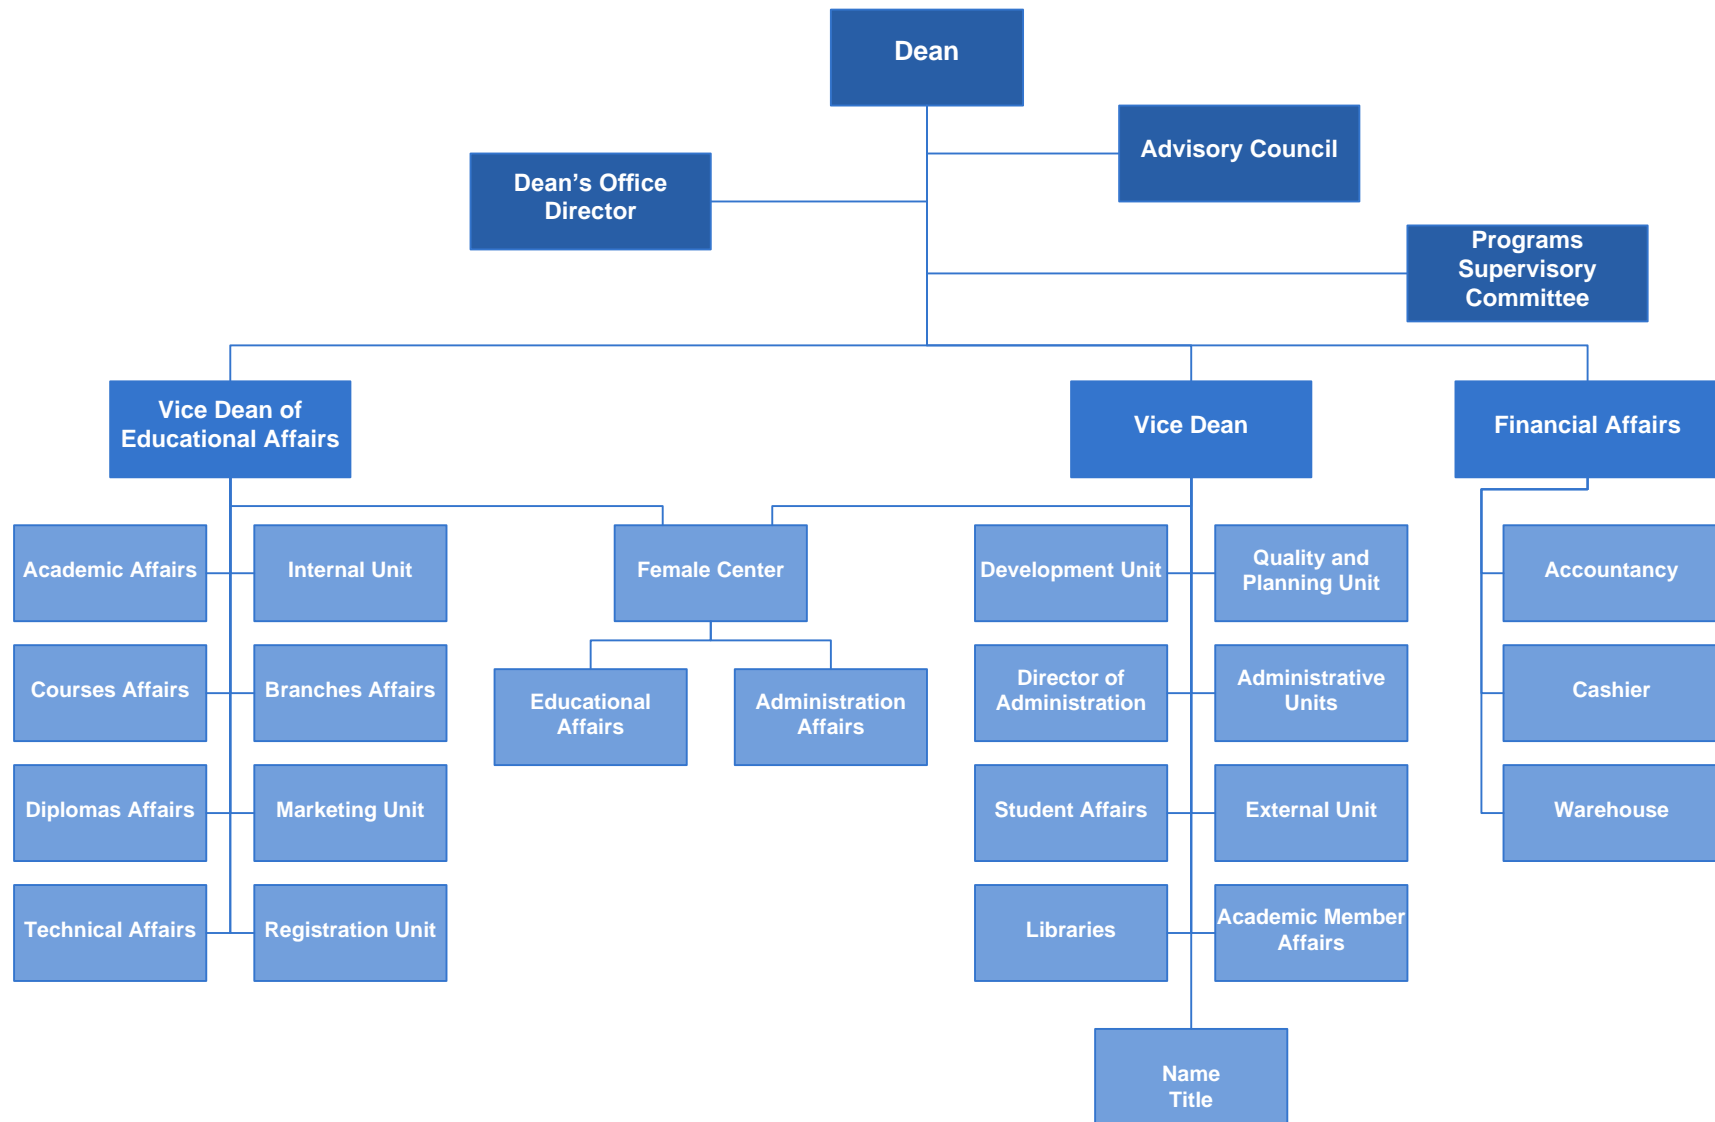 Dean
Advisory Council
Dean’s Office
Director
Programs
Supervisory
Committee
Vice Dean of
Educational Affairs
Vice Dean
Financial Affairs
Academic Affairs
Internal Unit
Female Center
Development Unit
Quality and
Planning Unit
Accountancy
Courses Affairs
Branches Affairs
Educational
Affairs
Administration
Affairs
Director of
Administration
Administrative
Units
Cashier
Diplomas Affairs
Marketing Unit
Student Affairs
External Unit
Warehouse
Technical Affairs
Registration Unit
Libraries
Academic Member
Affairs
Name
Title